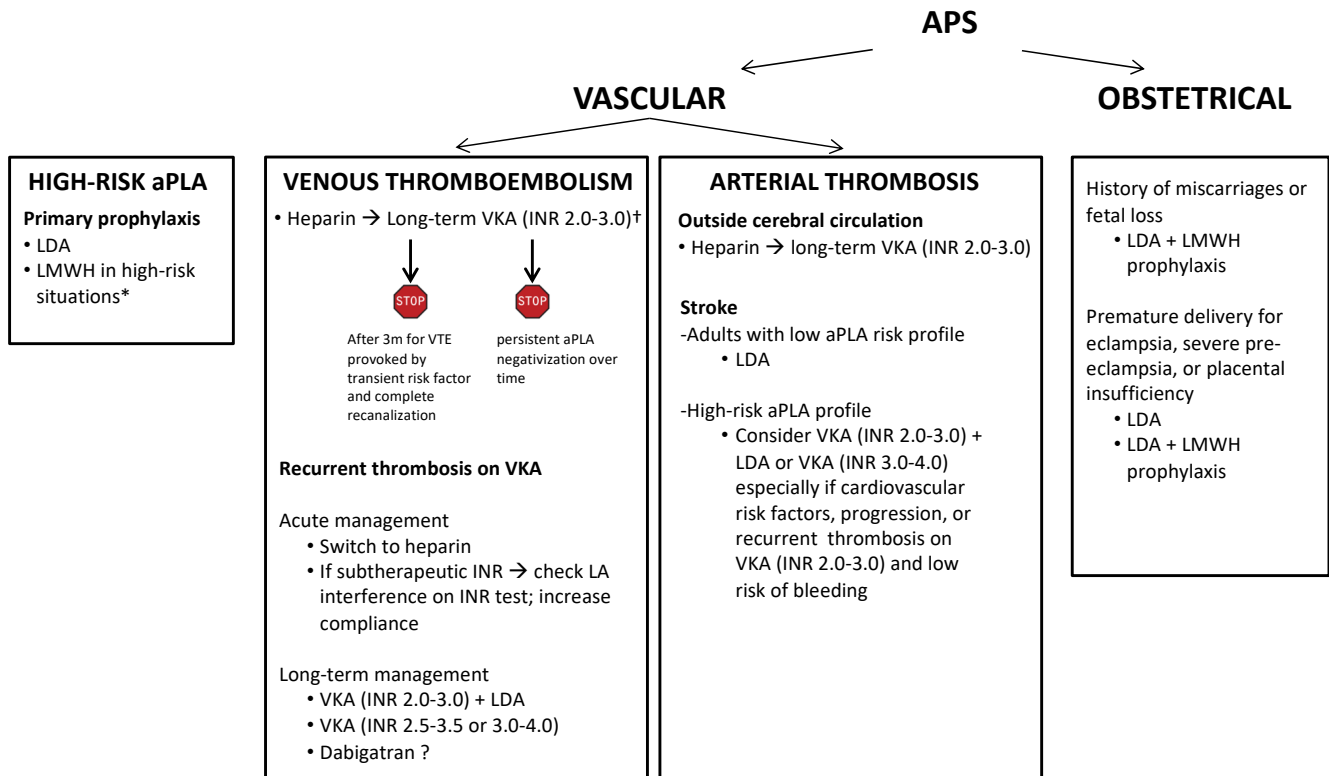 APS
VASCULAR
OBSTETRICAL
HIGH-RISK aPLA
Primary prophylaxis
• LDA
• LMWH in high-risk
situations*
VENOUS THROMBOEMBOLISM
• Heparin → Long-term VKA (INR 2.0-3.0)†
STOP
After 3m for VTE
provoked by
transient risk factor
and complete
recanalization
STOP
persistent aPLA
negativization over
time
Recurrent thrombosis on VKA
Acute management
• Switch to heparin
• If subtherapeutic INR → check LA
interference on INR test; increase
compliance
Long-term management
• VKA (INR 2.0-3.0) + LDA
• VKA (INR 2.5-3.5 or 3.0-4.0)
• Dabigatran ?
ARTERIAL THROMBOSIS
Outside cerebral circulation
• Heparin → long-term VKA (INR 2.0-3.0)
Stroke
-Adults with low aPLA risk profile
• LDA
-High-risk aPLA profile
• Consider VKA (INR 2.0-3.0) +
LDA or VKA (INR 3.0-4.0)
especially if cardiovascular
risk factors, progression, or
recurrent thrombosis on
VKA (INR 2.0-3.0) and low
risk of bleeding
History of miscarriages or
fetal loss
• LDA + LMWH
prophylaxis
Premature delivery for
eclampsia, severe pre-
eclampsia, or placental
insufficiency
• LDA
• LDA + LMWH
prophylaxis